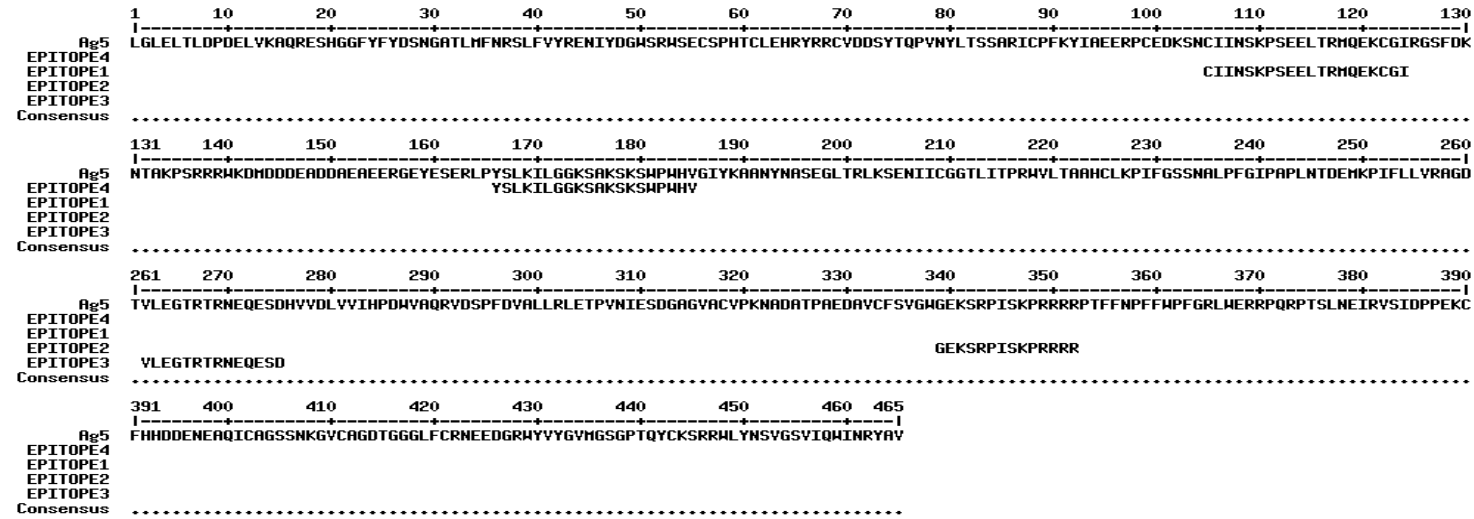 1 10 20 30 40 50 60 70 80 90 100 110 120 130
|--------+---------+---------+---------+---------+---------+---------+---------+---------+---------+---------+---------+---------|
Ag5 LGLELTLDPDELVKAQRESHGGFYFYDSNGATLMFNRSLFVYRENIYDGWSRWSECSPHTCLEHRYRRCVDDSYTQPVNYLTSSARICPFKYIAEERPCEDKSNCIINSKPSEELTRMQEKCGIRGSFDK
EPITOPE4
EPITOPE1 CIINSKPSEELTRMQEKCGI
EPITOPE2
EPITOPE3
Consensus ..................................................................................................................................
131 140 150 160 170 180 190 200 210 220 230 240 250 260
|--------+---------+---------+---------+---------+---------+---------+---------+---------+---------+---------+---------+---------|
Ag5 NTAKPSRRRWKDMDDDEADDAEAEERGEYESERLPYSLKILGGKSAKSKSWPWHVGIYKAANYNASEGLTRLKSENIICGGTLITPRWVLTAAHCLKPIFGSSNALPFGIPAPLNTDEMKPIFLLVRAGD
EPITOPE4 YSLKILGGKSAKSKSWPWHV
EPITOPE1
EPITOPE2
EPITOPE3
Consensus ..................................................................................................................................
261 270 280 290 300 310 320 330 340 350 360 370 380 390
|--------+---------+---------+---------+---------+---------+---------+---------+---------+---------+---------+---------+---------|
Ag5 TVLEGTRTRNEQESDHVVDLVVIHPDWVAQRVDSPFDVALLRLETPVNIESDGAGVACVPKNADATPAEDAVCFSVGWGEKSRPISKPRRRRPTFFNPFFWPFGRLWERRPQRPTSLNEIRVSIDPPEKC
EPITOPE4
EPITOPE1
EPITOPE2 GEKSRPISKPRRRR
EPITOPE3 VLEGTRTRNEQESD
Consensus ..................................................................................................................................
391 400 410 420 430 440 450 460 465
|--------+---------+---------+---------+---------+---------+---------+----|
Ag5 FHHDDENEAQICAGSSNKGVCAGDTGGGLFCRNEEDGRWYVYGVMGSGPTQYCKSRRWLYNSVGSVIQWINRYAV
EPITOPE4
EPITOPE1
EPITOPE2
EPITOPE3
Consensus ...........................................................................